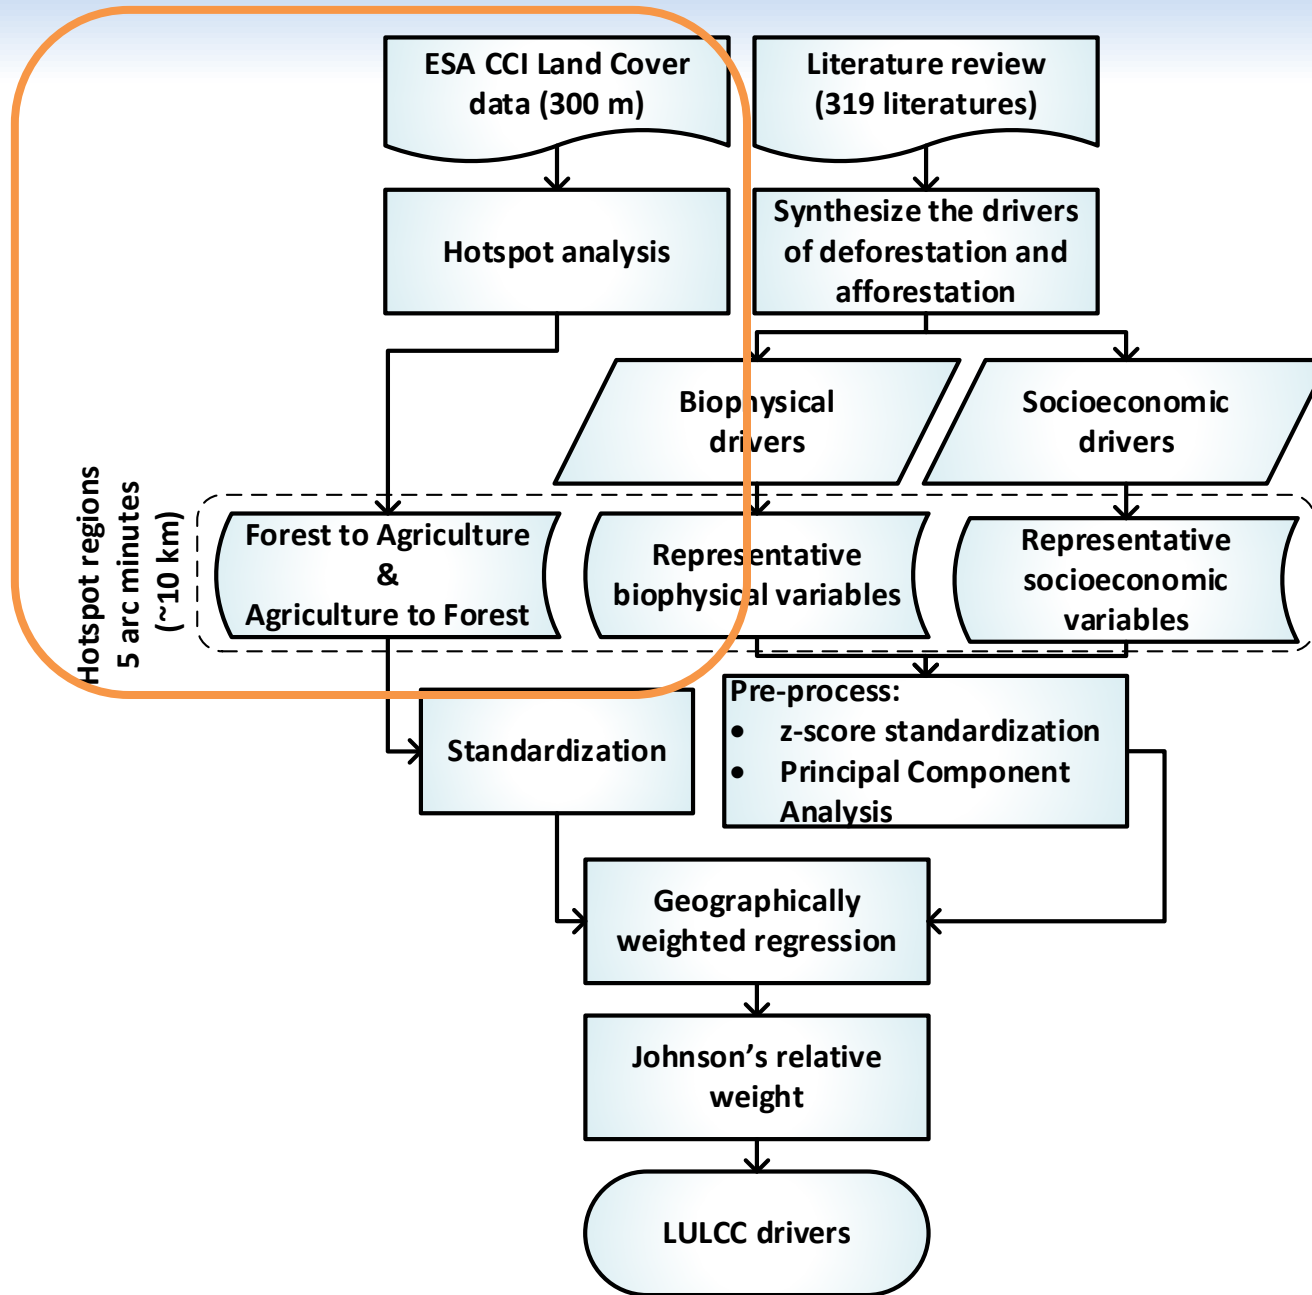 ESA CCI Land Cover
data (300 m)
Literature review
(319 literatures)
Hotspot analysis
Synthesize the drivers
of deforestation and
afforestation
Biophysical
drivers
Socioeconomic
drivers
Hotspot regions
5 arc minutes
(~10 km)
Forest to Agriculture
&
Agriculture to Forest
Representative
biophysical variables
Representative
socioeconomic
variables
Standardization
Pre-process:
• z-score standardization
• Principal Component
Analysis
Geographically
weighted regression
Johnson’s relative
weight
LULCC drivers